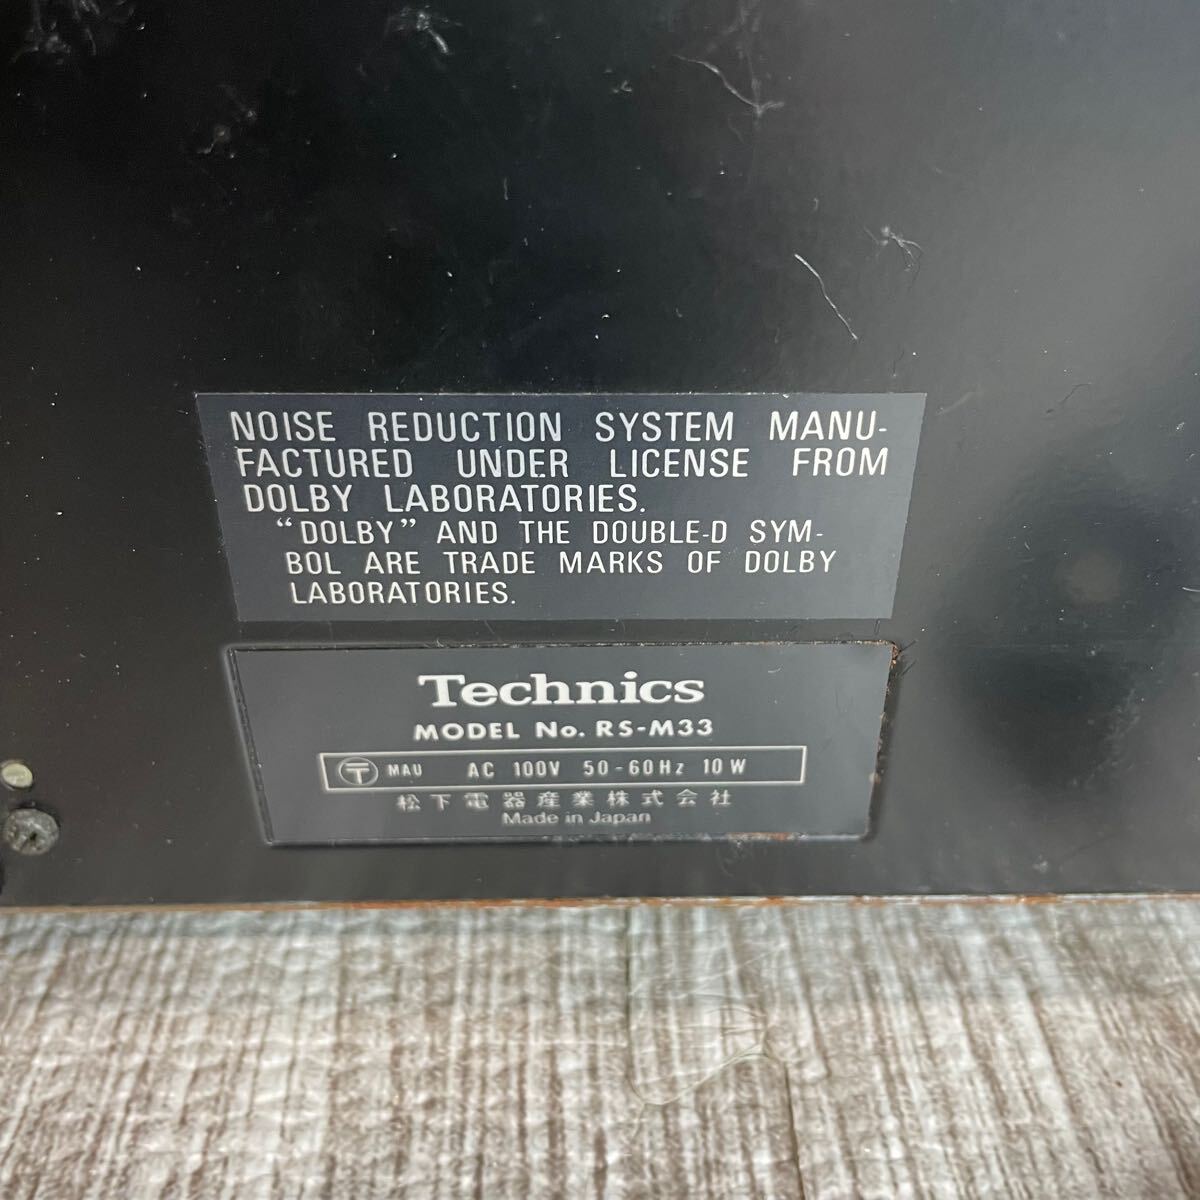 NOISE REDUCTION SYSTEM MANU-
FACTURED UNDER LICENSE FROM
DOLBY LABORATORIES.
"DOLBY" AND THE DOUBLE-D SYM-
BOL ARE TRADE MARKS OF DOLBY
LABORATORIES.
Technics
MODEL No. RS-M33
〒 MAU AC 100V 50-60Hz 10W
松下電器産業株式会社
Made in Japan